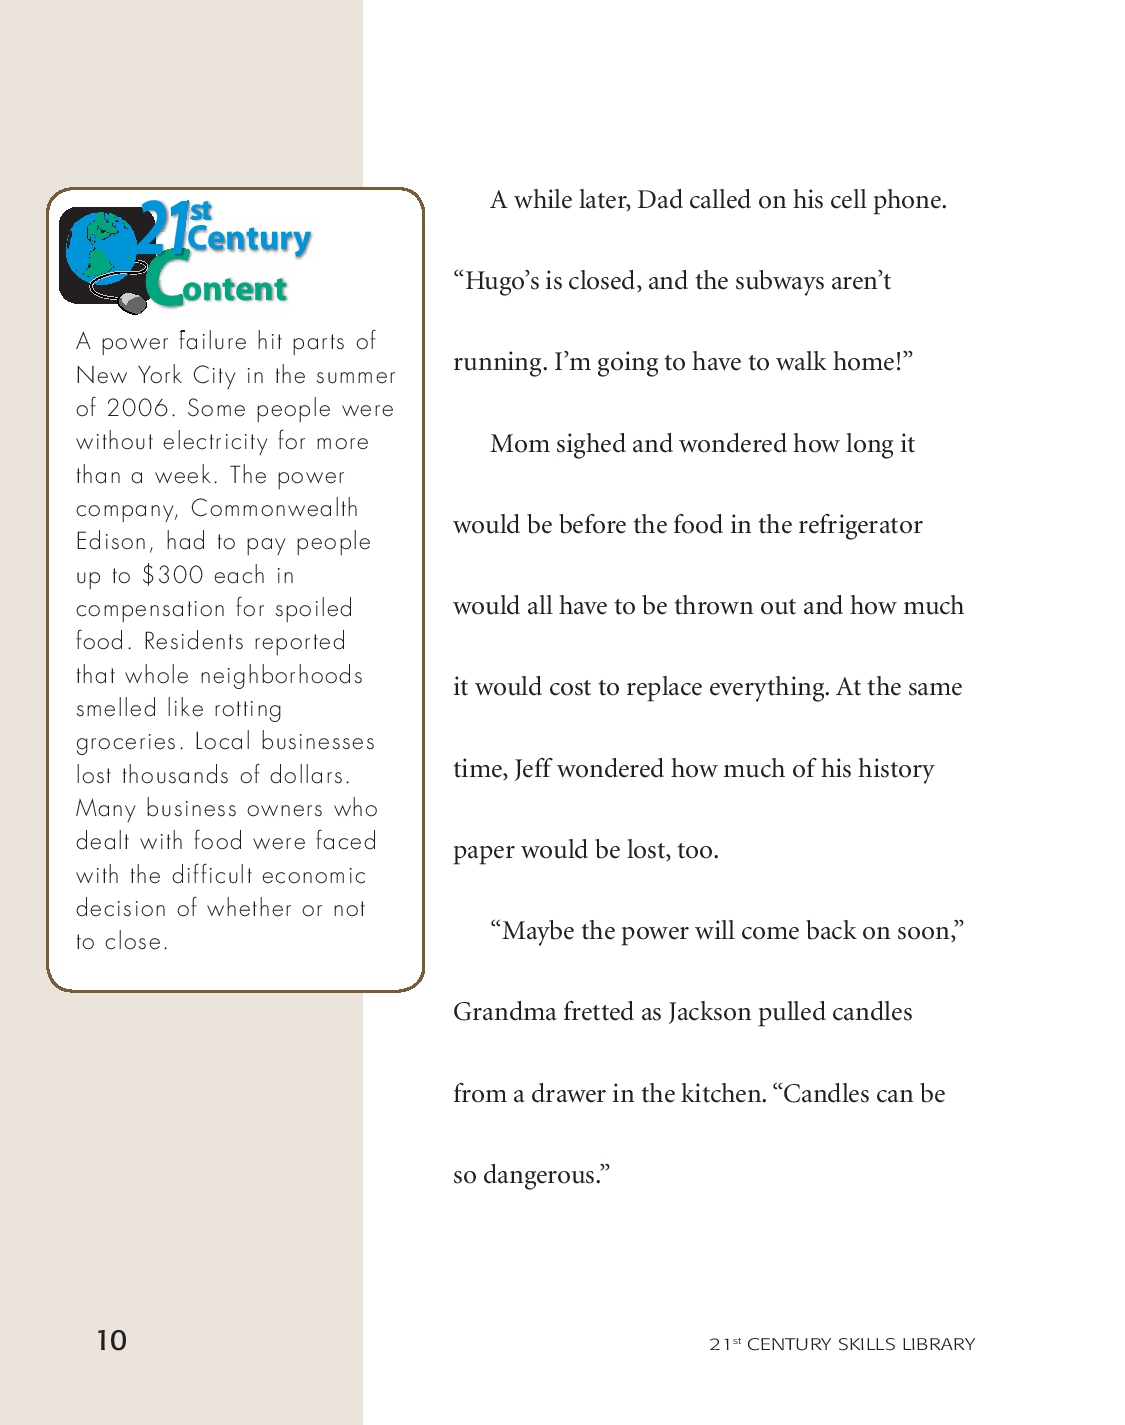 21st
Century
Content
A power failure hit parts of
New York City in the summer
of 2006. Some people were
without electricity for more
than a week. The power
company, Commonwealth
Edison, had to pay people
up to $300 each in
compensation for spoiled
food. Residents reported
that whole neighborhoods
smelled like rotting
groceries. Local businesses
lost thousands of dollars.
Many business owners who
dealt with food were faced
with the difficult economic
decision of whether or not
to close.
A while later, Dad called on his cell phone.
“Hugo’s is closed, and the subways aren’t
running. I’m going to have to walk home!”
Mom sighed and wondered how long it
would be before the food in the refrigerator
would all have to be thrown out and how much
it would cost to replace everything. At the same
time, Jeff wondered how much of his history
paper would be lost, too.
“Maybe the power will come back on soon,”
Grandma fretted as Jackson pulled candles
from a drawer in the kitchen. “Candles can be
so dangerous.”
10
21st CENTURY SKILLS LIBRARY